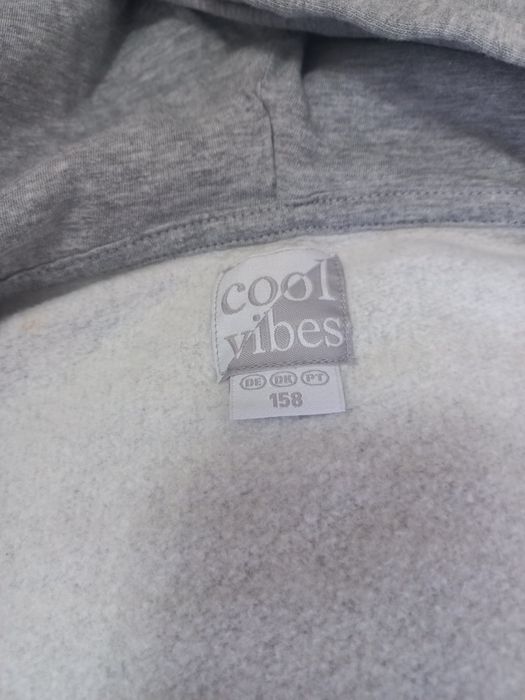 cool
vibes
DE DK PT
158